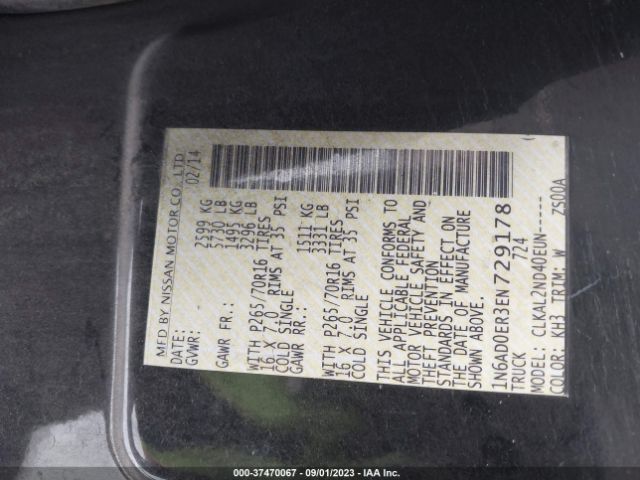 MFD BY NISSAN MOTOR CO., LTD
DATE: 02/14
GVWR: 2599 KG
5730 LB
GAWR FR.: 1495 KG
3296 LB
WITH P265/70R16 TIRES
16 X 7.0 RIMS AT 35 PSI
COLD SINGLE
GAWR RR.: 1511 KG
3331 LB
WITH P265/70R16 TIRES
16 X 7.0 RIMS AT 35 PSI
COLD SINGLE
THIS VEHICLE CONFORMS TO
ALL APPLICABLE FEDERAL
MOTOR VEHICLE SAFETY AND
THEFT PREVENTION
STANDARDS IN EFFECT ON
THE DATE OF MANUFACTURE
SHOWN ABOVE.
1N6AD0ER3EN729178
TRUCK 724
MODEL: CLKAL2ND40EUN-----
COLOR: KH3 TRIM: W ZS00A
000-37470067 - 09/01/2023 - IAA Inc.